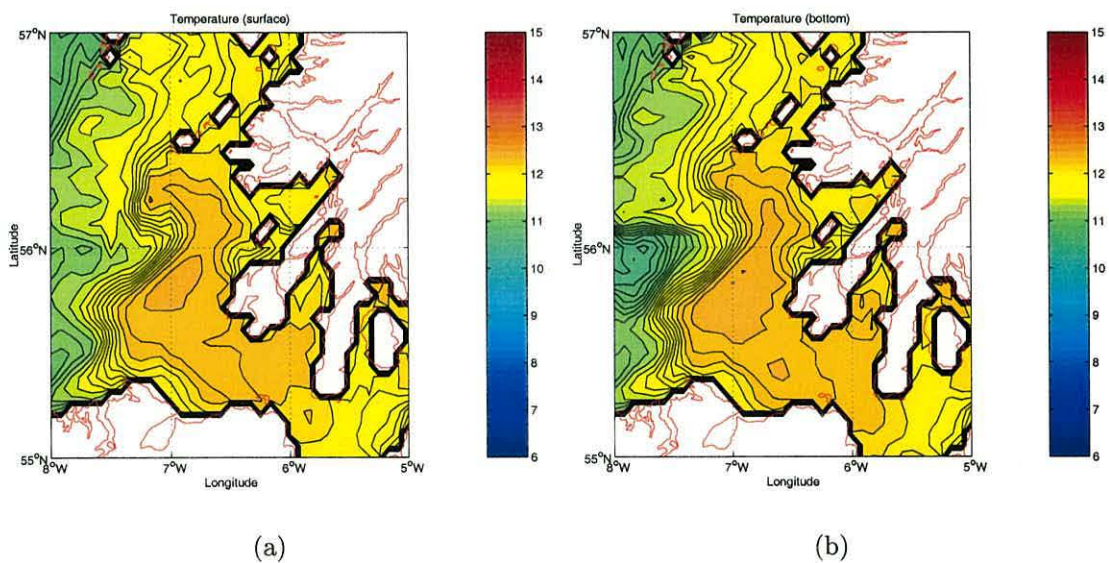 Temperature (surface)
57°N
56°N
55°N
Latitude
8°W
7°W
6°W
5°W
Longitude
15
14
13
12
11
10
9
8
7
6
(a)
Temperature (bottom)
57°N
56°N
55°N
Latitude
8°W
7°W
6°W
5°W
Longitude
15
14
13
12
11
10
9
8
7
6
(b)